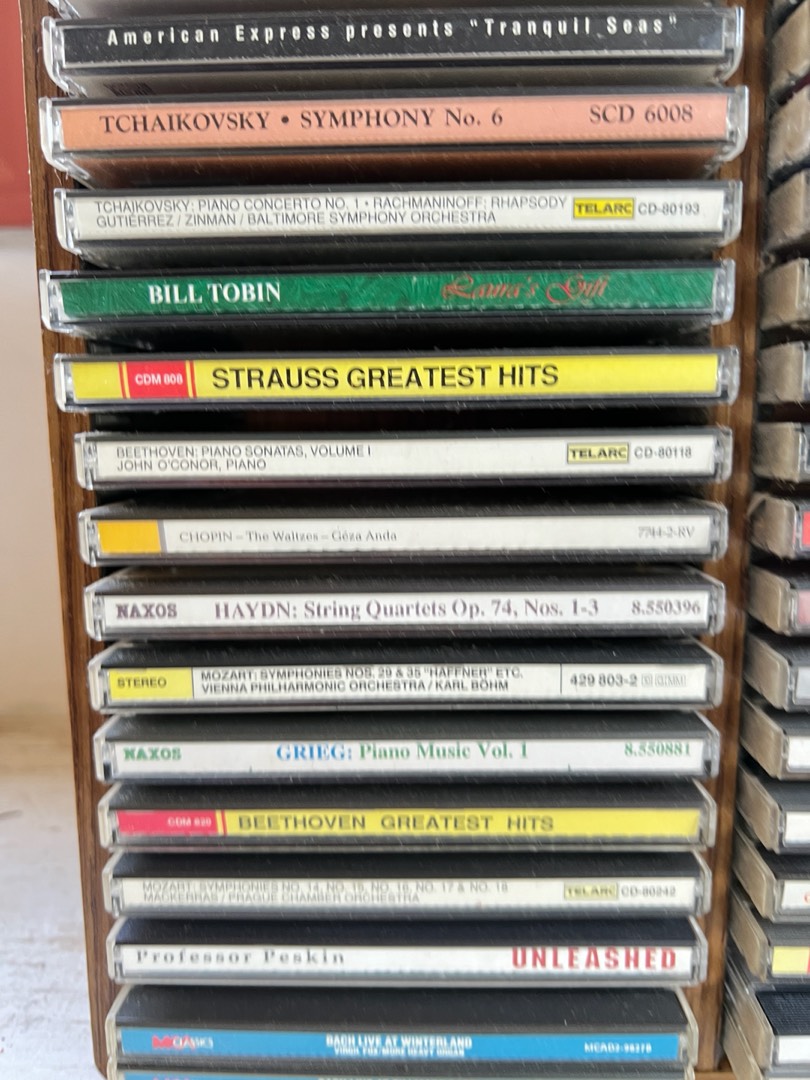 American Express presents "Tranquil Seas"
TCHAIKOVSKY • SYMPHONY No. 6 SCD 6008
TCHAIKOVSKY: PIANO CONCERTO NO. 1 • RACHMANINOFF: RHAPSODY
GUTIÉRREZ / ZINMAN / BALTIMORE SYMPHONY ORCHESTRA
TELARC CD-80193
BILL TOBIN Laura's Gift
CDM 808 STRAUSS GREATEST HITS
BEETHOVEN: PIANO SONATAS, VOLUME I
JOHN O'CONOR, PIANO
TELARC CD-80118
CHOPIN – The Waltzes – Géza Anda 7744-2-RV
NAXOS HAYDN: String Quartets Op. 74, Nos. 1-3 8.550396
STEREO
MOZART: SYMPHONIES NOS. 29 & 35 "HAFFNER" ETC.
VIENNA PHILHARMONIC ORCHESTRA / KARL BÖHM
429 803-2
NAXOS GRIEG: Piano Music Vol. 1 8.550881
CDM 820 BEETHOVEN GREATEST HITS
MOZART: SYMPHONIES NO. 14, NO. 15, NO. 16, NO. 17 & NO. 18
MACKERRAS / PRAGUE CHAMBER ORCHESTRA
TELARC CD-80242
Professor Peskin UNLEASHED
BACH LIVE AT WINTERLAND
VIRGIL FOX/MORE HEAVY ORGAN